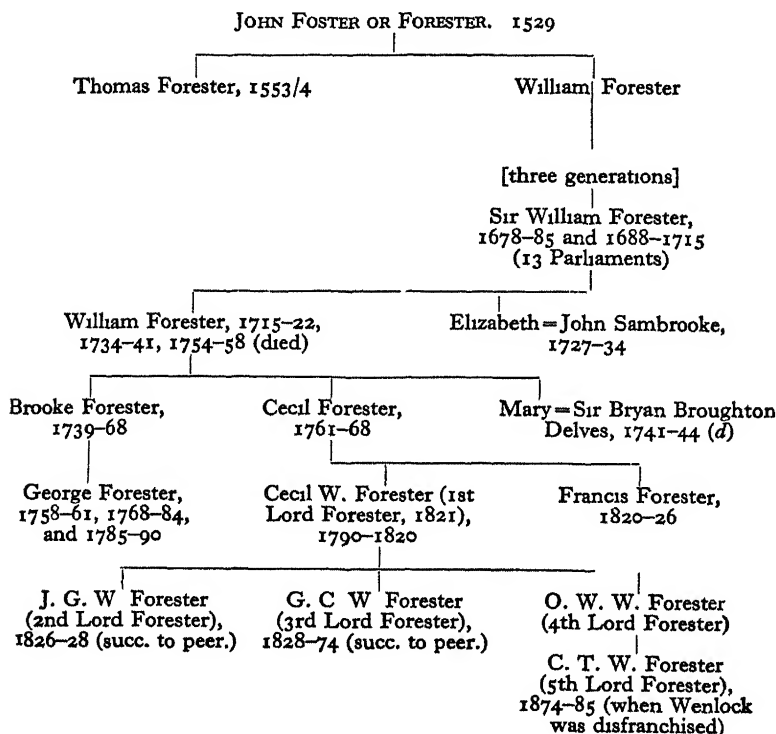 JOHN FOSTER OR FORESTER. 1529
Thomas Forester, 1553/4
William Forester
[three generations]
Sir William Forester,
1678–85 and 1688–1715
(13 Parliaments)
William Forester, 1715–22,
1734–41, 1754–58 (died)
Elizabeth=John Sambrooke,
1727–34
Brooke Forester,
1739–68
Cecil Forester,
1761–68
Mary=Sir Bryan Broughton
Delves, 1741–44 (d)
George Forester,
1758–61, 1768–84,
and 1785–90
Cecil W. Forester (1st
Lord Forester, 1821),
1790–1820
Francis Forester,
1820–26
J. G. W Forester
(2nd Lord Forester),
1826–28 (succ. to peer.)
G. C W Forester
(3rd Lord Forester),
1828–74 (succ. to peer.)
O. W. W. Forester
(4th Lord Forester)
C. T. W. Forester
(5th Lord Forester),
1874–85 (when Wenlock
was disfranchised)